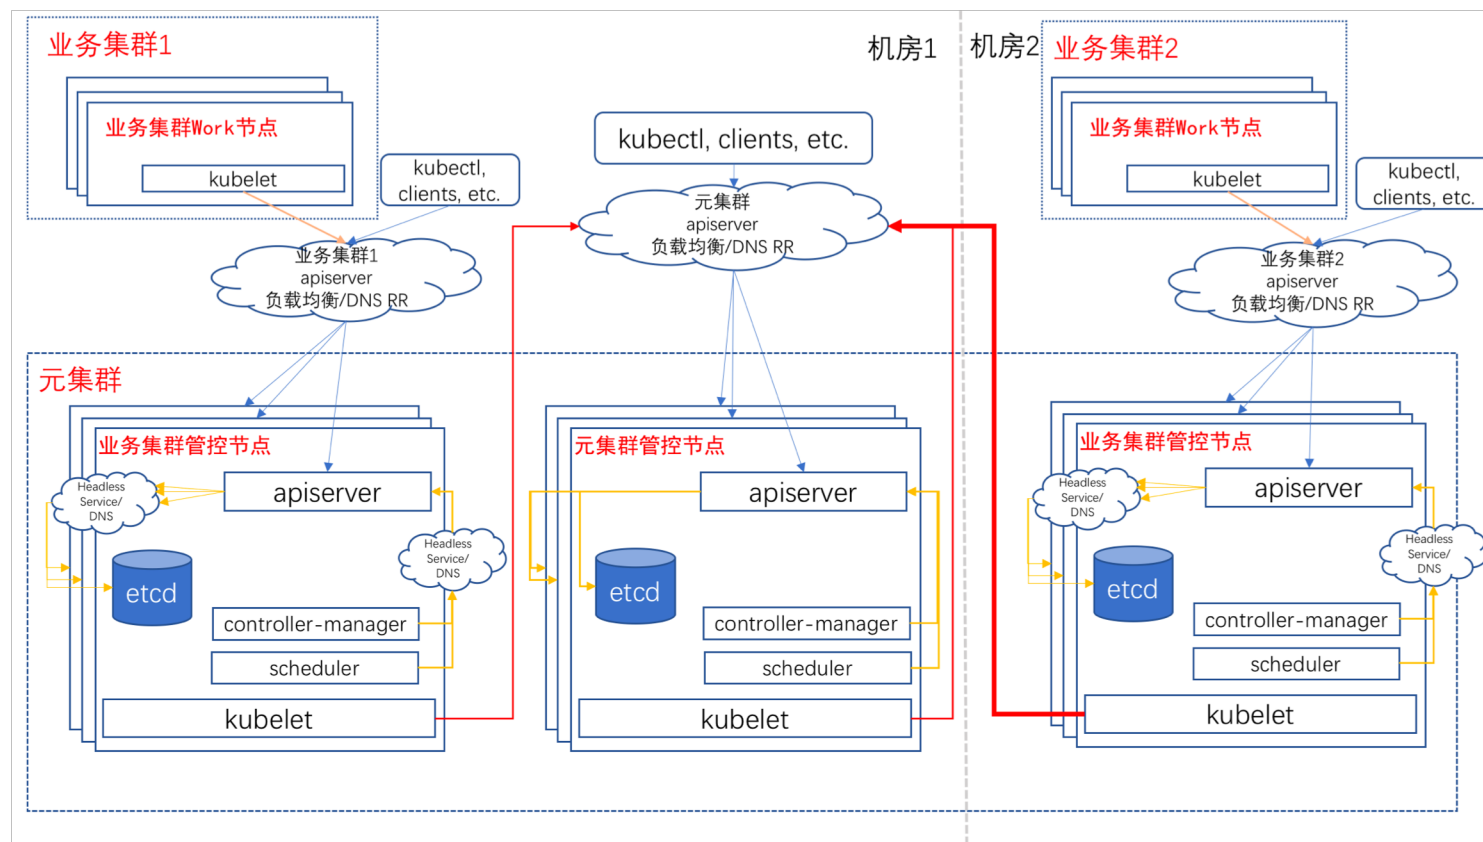 业务集群1
机房1
机房2
业务集群2
业务集群Work节点
kubelet
kubectl,
clients, etc.
kubectl, clients, etc.
业务集群Work节点
kubelet
kubectl,
clients, etc.
业务集群1
apiserver
负载均衡/DNS RR
元集群
apiserver
负载均衡/DNS RR
业务集群2
apiserver
负载均衡/DNS RR
元集群
业务集群管控节点
apiserver
Headless
Service/
DNS
Headless
Service/
DNS
etcd
controller-manager
scheduler
kubelet
元集群管控节点
apiserver
etcd
controller-manager
scheduler
kubelet
业务集群管控节点
apiserver
Headless
Service/
DNS
Headless
Service/
DNS
etcd
controller-manager
scheduler
kubelet